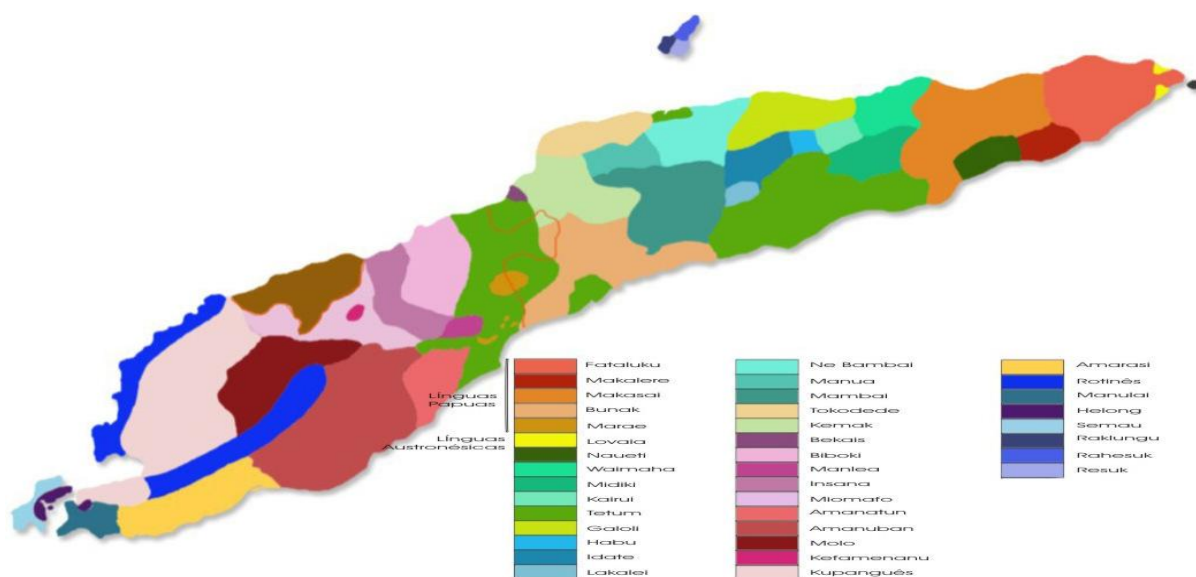 Línguas
Papuas
Línguas
Austronésicas
Fataluku
Makalere
Makasai
Bunak
Marae
Lovaia
Naueti
Waimaha
Midiki
Kairui
Tetum
Galoli
Habu
Idate
Lakalei
Ne Bambai
Manua
Mambai
Tokodede
Kemak
Bekais
Biboki
Manlea
Insana
Miomafo
Amanatun
Amanuban
Molo
Kefamenanu
Kupangués
Amarasi
Rotinés
Manulai
Helong
Semau
Raklungu
Rahesuk
Resuk